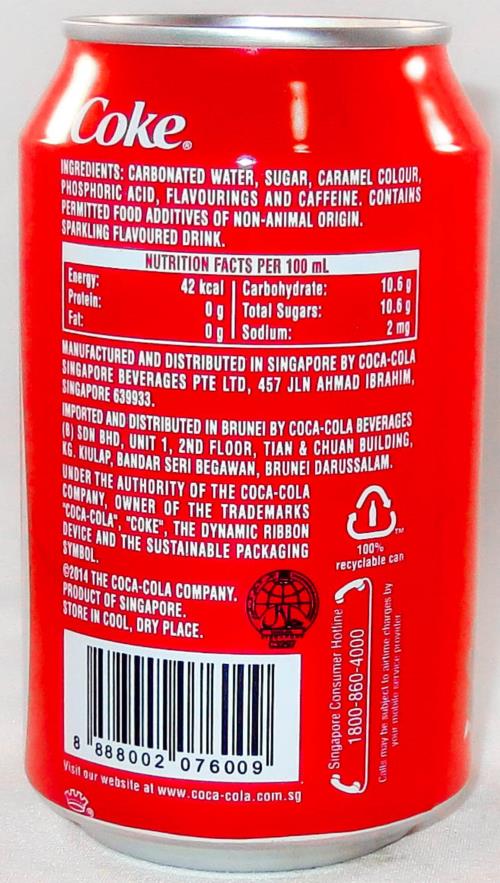 Coke®
INGREDIENTS: CARBONATED WATER, SUGAR, CARAMEL COLOUR,
PHOSPHORIC ACID, FLAVOURINGS AND CAFFEINE. CONTAINS
PERMITTED FOOD ADDITIVES OF NON-ANIMAL ORIGIN.
SPARKLING FLAVOURED DRINK.
NUTRITION FACTS PER 100 mL
Energy: 42 kcal Carbohydrate: 10.6 g
Protein: 0 g Total Sugars: 10.6 g
Fat: 0 g Sodium: 2 mg
MANUFACTURED AND DISTRIBUTED IN SINGAPORE BY COCA-COLA
SINGAPORE BEVERAGES PTE LTD, 457 JLN AHMAD IBRAHIM,
SINGAPORE 639933.
IMPORTED AND DISTRIBUTED IN BRUNEI BY COCA-COLA BEVERAGES
(B) SDN BHD, UNIT 1, 2ND FLOOR, TIAN & CHUAN BUILDING,
KG. KIULAP, BANDAR SERI BEGAWAN, BRUNEI DARUSSALAM.
UNDER THE AUTHORITY OF THE COCA-COLA
COMPANY, OWNER OF THE TRADEMARKS
"COCA-COLA", "COKE", THE DYNAMIC RIBBON
DEVICE AND THE SUSTAINABLE PACKAGING
SYMBOL.
©2014 THE COCA-COLA COMPANY.
PRODUCT OF SINGAPORE.
STORE IN COOL, DRY PLACE.
TM
100%
recyclable can
Singapore Consumer Hotline
1800-860-4000
Calls may be subject to airtime charges by
your mobile service provider
8 888002 076009
Visit our website at www.coca-cola.com.sg